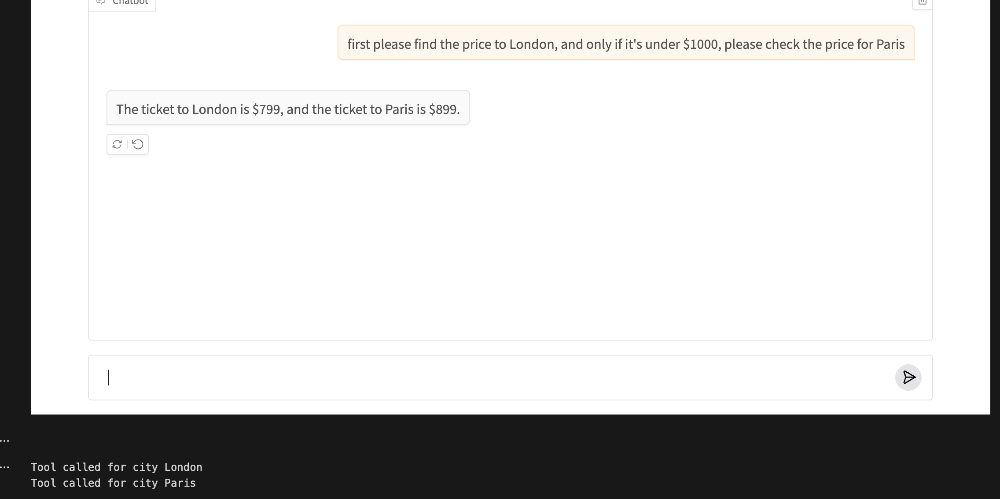 Chatbot
first please find the price to London, and only if it's under $1000, please check the price for Paris
The ticket to London is $799, and the ticket to Paris is $899.
...
... Tool called for city London
Tool called for city Paris